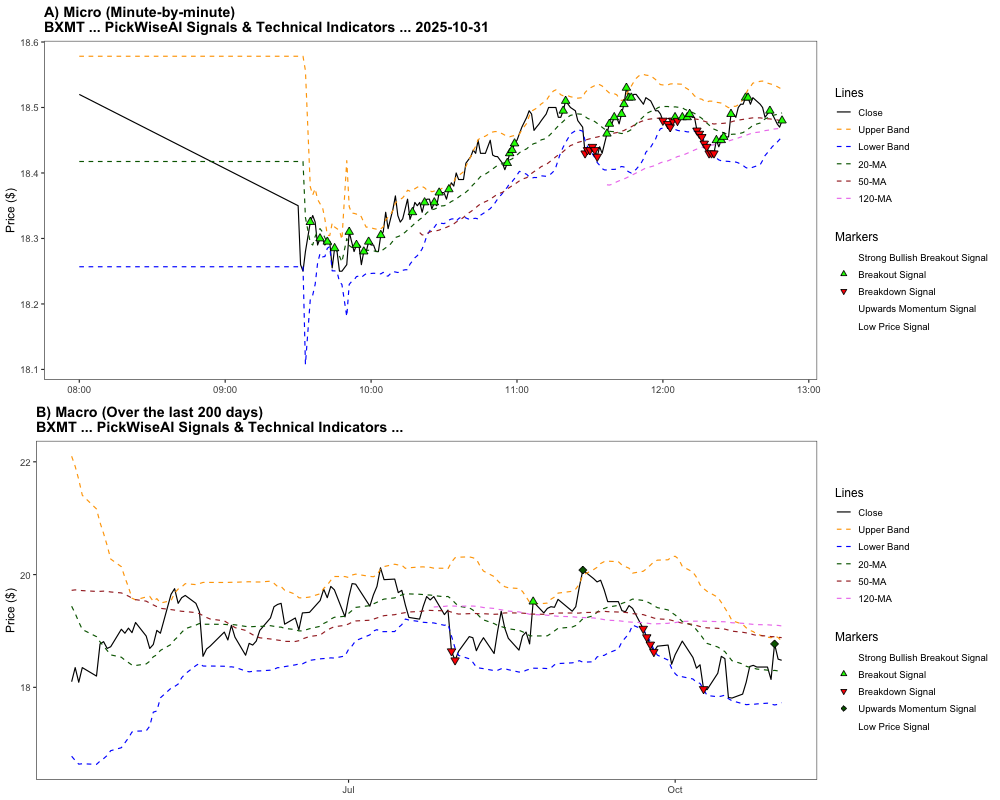 A) Micro (Minute-by-minute)
BXMT ... PickWiseAI Signals & Technical Indicators ... 2025-10-31
Price ($)
18.6
18.5
18.4
18.3
18.2
18.1
08:00
09:00
10:00
11:00
12:00
13:00
Lines
Close
Upper Band
Lower Band
20-MA
50-MA
120-MA
Markers
Strong Bullish Breakout Signal
Breakout Signal
Breakdown Signal
Upwards Momentum Signal
Low Price Signal
B) Macro (Over the last 200 days)
BXMT ... PickWiseAI Signals & Technical Indicators ...
Price ($)
22
20
18
Jul
Oct
Lines
Close
Upper Band
Lower Band
20-MA
50-MA
120-MA
Markers
Strong Bullish Breakout Signal
Breakout Signal
Breakdown Signal
Upwards Momentum Signal
Low Price Signal